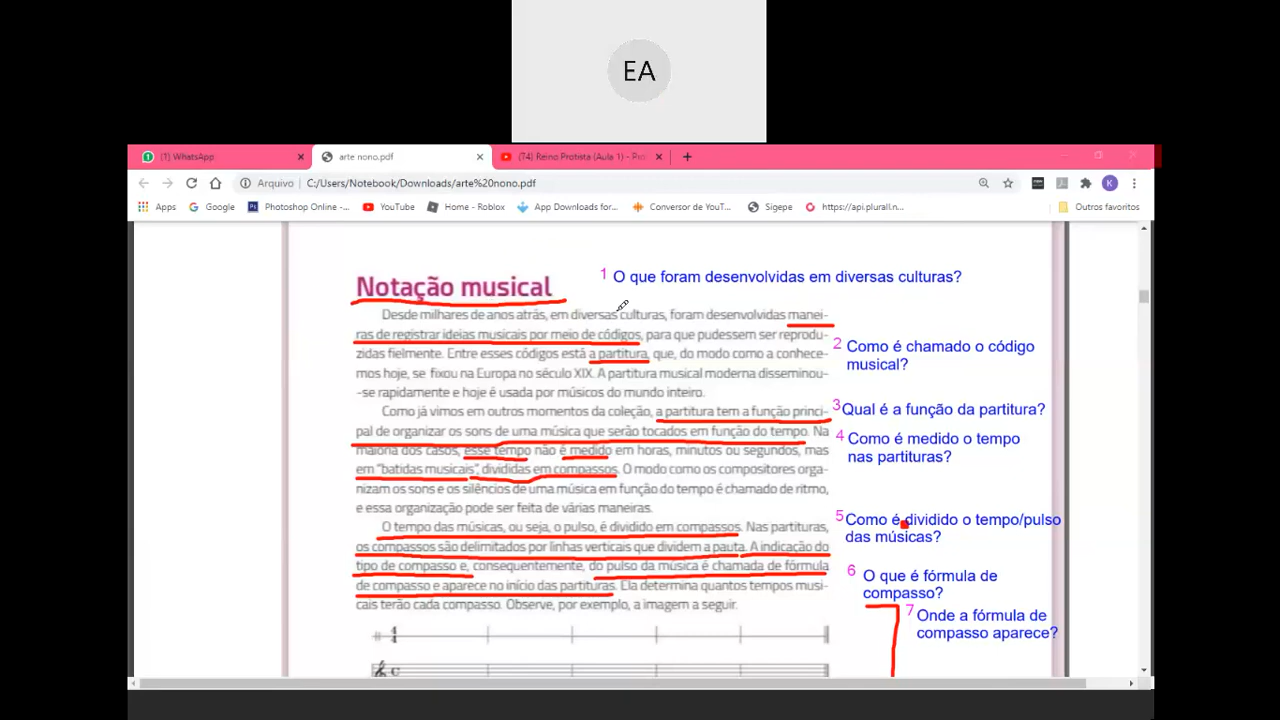 EA
(1) WhatsApp
arte nono.pdf
(T4) Reino Protista (Aula 1) - Pro
Arquivo | C:/Users/Notebook/Downloads/arte%20nono.pdf
K
Apps Google Photoshop Online -... YouTube Home - Roblox App Downloads for... Conversor de YouT... Sigepe https://api.plurall.n... Outros favoritos
Notação musical
1 O que foram desenvolvidas em diversas culturas?
Desde milhares de anos atrás, em diversas culturas, foram desenvolvidas manei-
ras de registrar ideias musicais por meio de códigos, para que pudessem ser reprodu-
zidas fielmente. Entre esses códigos está a partitura, que, do modo como a conhece-
mos hoje, se fixou na Europa no século XIX. A partitura musical moderna disseminou-
-se rapidamente e hoje é usada por músicos do mundo inteiro.
Como já vimos em outros momentos da coleção, a partitura tem a função princi-
pal de organizar os sons de uma música que serão tocados em função do tempo. Na
maioria dos casos, esse tempo não é medido em horas, minutos ou segundos, mas
em "batidas musicais", divididas em compassos. O modo como os compositores orga-
nizam os sons e os silêncios de uma música em função do tempo é chamado de ritmo,
e essa organização pode ser feita de várias maneiras.
O tempo das músicas, ou seja, o pulso, é dividido em compassos. Nas partituras,
os compassos são delimitados por linhas verticais que dividem a pauta. A indicação do
tipo de compasso e, consequentemente, do pulso da música é chamada de fórmula
de compasso e aparece no início das partituras. Ela determina quantos tempos musi-
cais terão cada compasso. Observe, por exemplo, a imagem a seguir.
4
4
2 Como é chamado o código
musical?
3 Qual é a função da partitura?
4 Como é medido o tempo
nas partituras?
5 Como é dividido o tempo/pulso
das músicas?
6 O que é fórmula de
compasso?
7 Onde a fórmula de
compasso aparece?